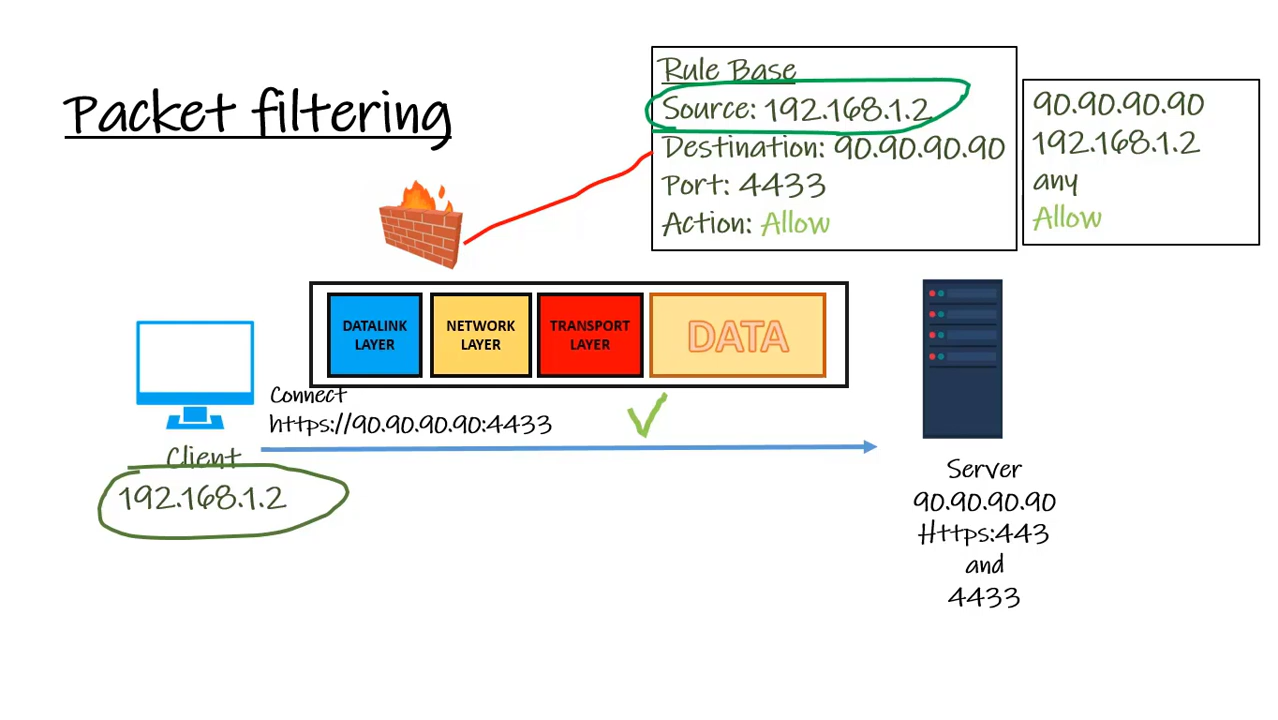 Packet filtering
Rule Base
Source: 192.168.1.2
Destination: 90.90.90.90
Port: 4433
Action: Allow
90.90.90.90
192.168.1.2
any
Allow
DATALINK
LAYER
NETWORK
LAYER
TRANSPORT
LAYER
DATA
Connect
https://90.90.90.90:4433
Client
192.168.1.2
Server
90.90.90.90
Https:443
and
4433